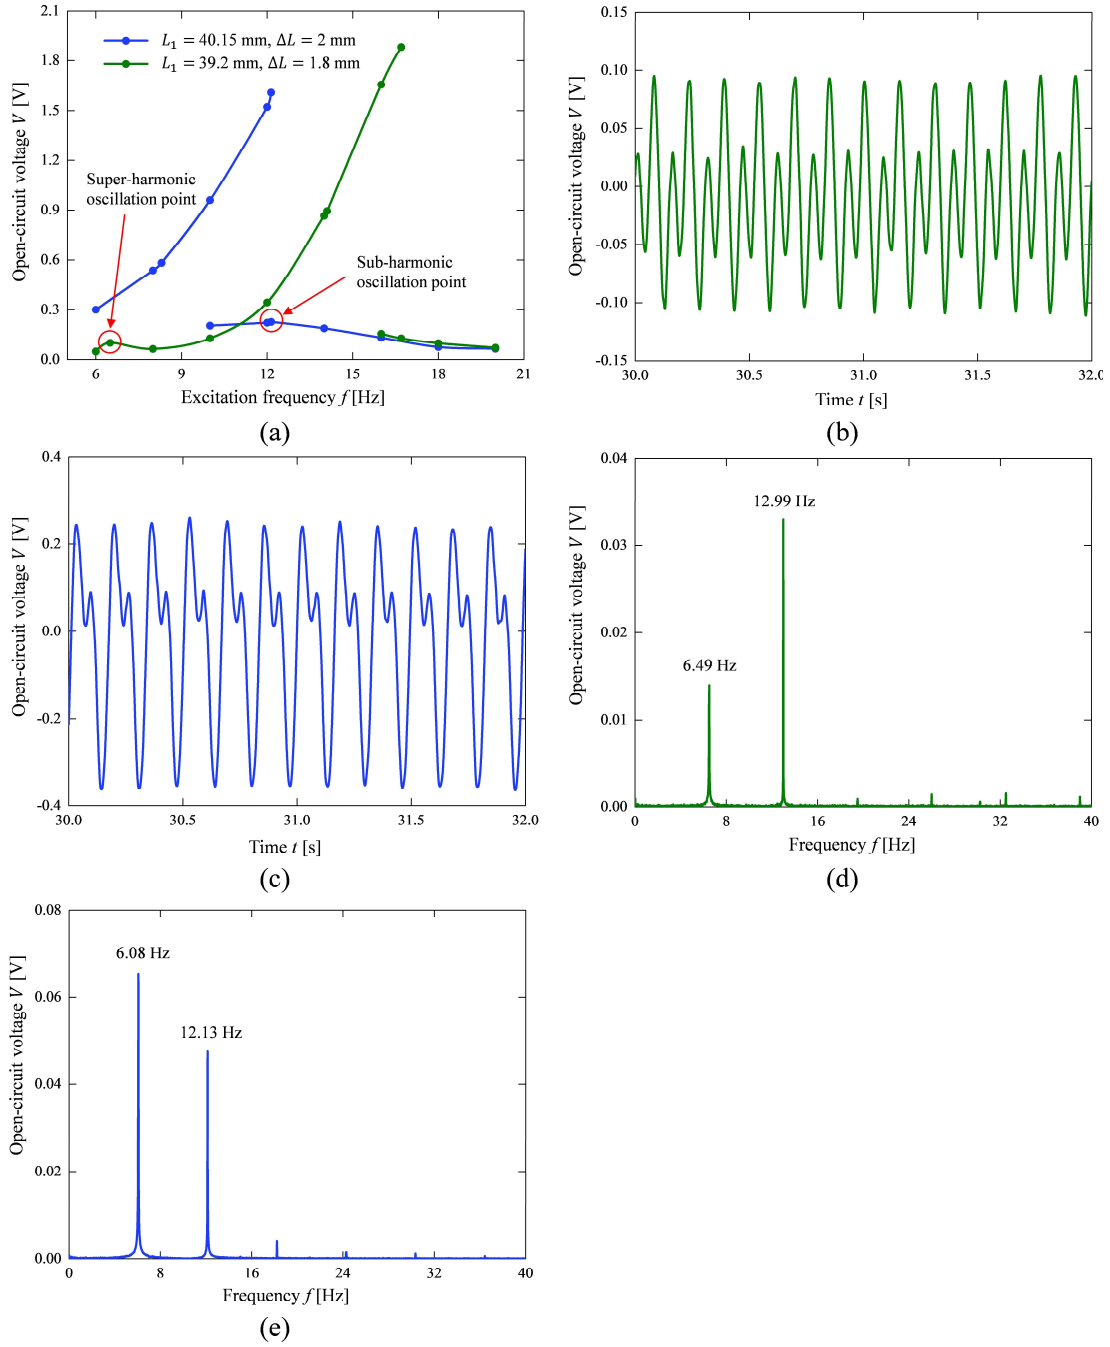 2.1
1.8
1.5
1.2
0.9
0.6
0.3
0.0
Open-circuit voltage V [V]
L₁ = 40.15 mm, ΔL = 2 mm
L₁ = 39.2 mm, ΔL = 1.8 mm
Super-harmonic
oscillation point
Sub-harmonic
oscillation point
6 9 12 15 18 21
Excitation frequency f [Hz]
(a)
0.15
0.10
0.05
0.00
-0.05
-0.10
-0.15
Open-circuit voltage V [V]
30.0 30.5 31.0 31.5 32.0
Time t [s]
(b)
0.4
0.2
0.0
-0.2
-0.4
Open-circuit voltage V [V]
30.0 30.5 31.0 31.5 32.0
Time t [s]
(c)
0.04
0.03
0.02
0.01
0.00
Open-circuit voltage V [V]
12.99 Hz
6.49 Hz
0 8 16 24 32 40
Frequency f [Hz]
(d)
0.08
0.06
0.04
0.02
0.00
Open-circuit voltage V [V]
6.08 Hz
12.13 Hz
0 8 16 24 32 40
Frequency f [Hz]
(e)